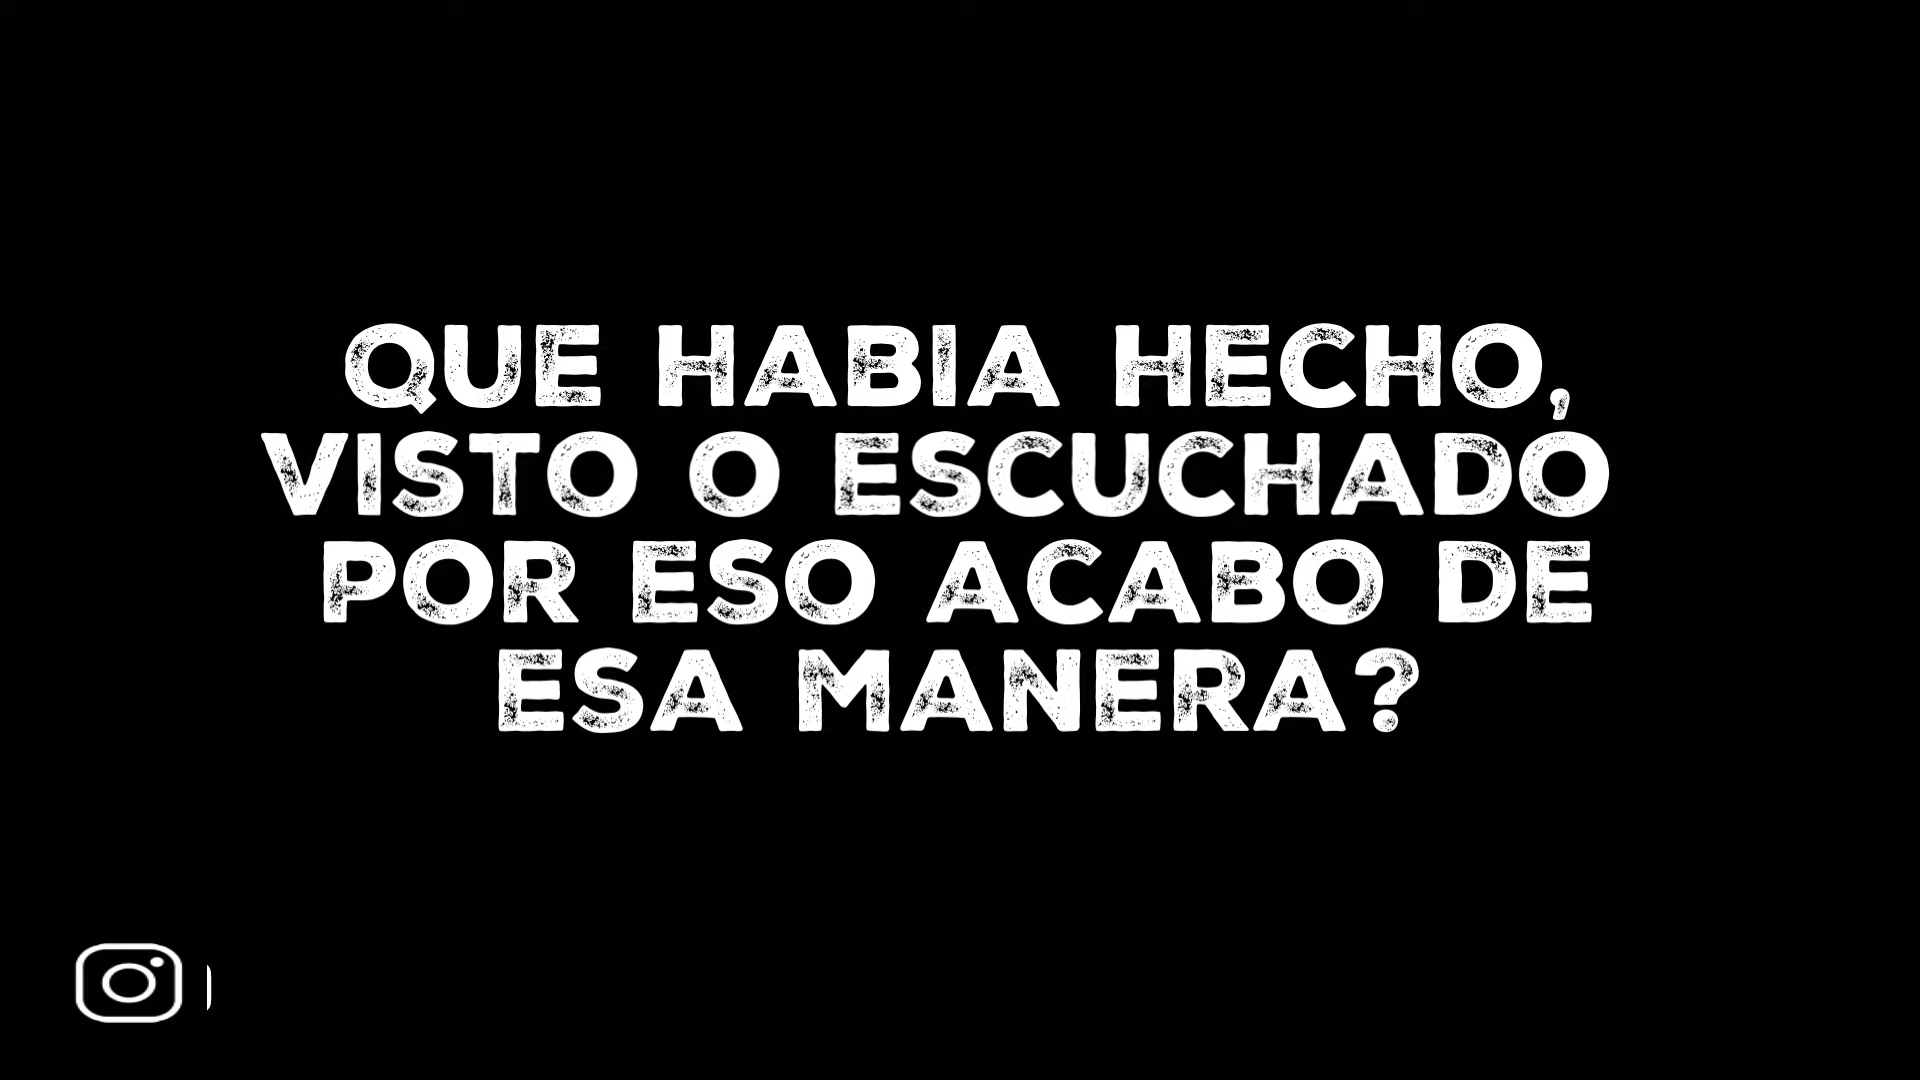 QUE HABIA HECHO,
VISTO O ESCUCHADO
POR ESO ACABO DE
ESA MANERA?